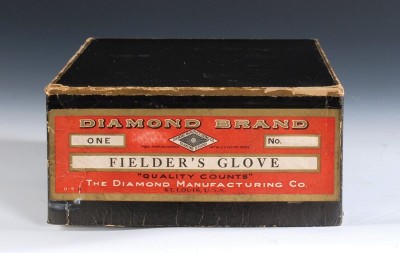 DIAMOND BRAND
ONE No.
FIELDER'S GLOVE
"QUALITY COUNTS"
THE DIAMOND MANUFACTURING CO.
ST. LOUIS, U.S.A.